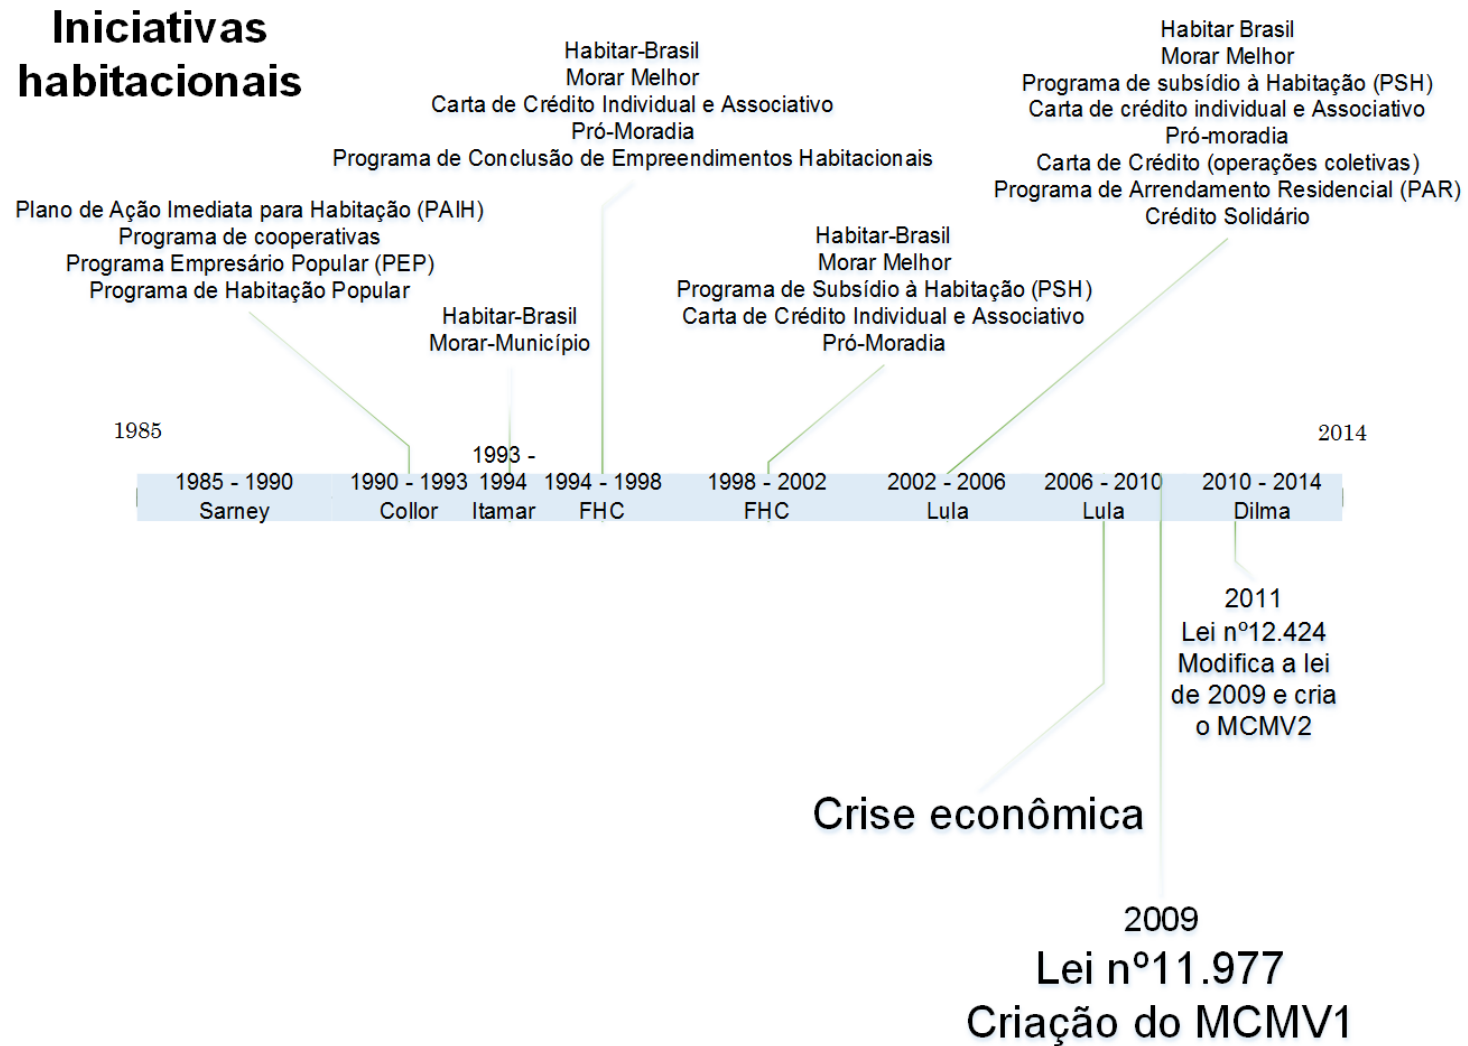 Iniciativas
habitacionais
Habitar-Brasil
Morar Melhor
Carta de Crédito Individual e Associativo
Pró-Moradia
Programa de Conclusão de Empreendimentos Habitacionais
Habitar Brasil
Morar Melhor
Programa de subsídio à Habitação (PSH)
Carta de crédito individual e Associativo
Pró-moradia
Carta de Crédito (operações coletivas)
Programa de Arrendamento Residencial (PAR)
Crédito Solidário
Plano de Ação Imediata para Habitação (PAIH)
Programa de cooperativas
Programa Empresário Popular (PEP)
Programa de Habitação Popular
Habitar-Brasil
Morar-Município
Habitar-Brasil
Morar Melhor
Programa de Subsídio à Habitação (PSH)
Carta de Crédito Individual e Associativo
Pró-Moradia
1985
2014
1985 - 1990
Sarney
1990 - 1993
Collor
1993 -
1994
Itamar
1994 - 1998
FHC
1998 - 2002
FHC
2002 - 2006
Lula
2006 - 2010
Lula
2010 - 2014
Dilma
2011
Lei nº12.424
Modifica a lei
de 2009 e cria
o MCMV2
Crise econômica
2009
Lei nº11.977
Criação do MCMV1